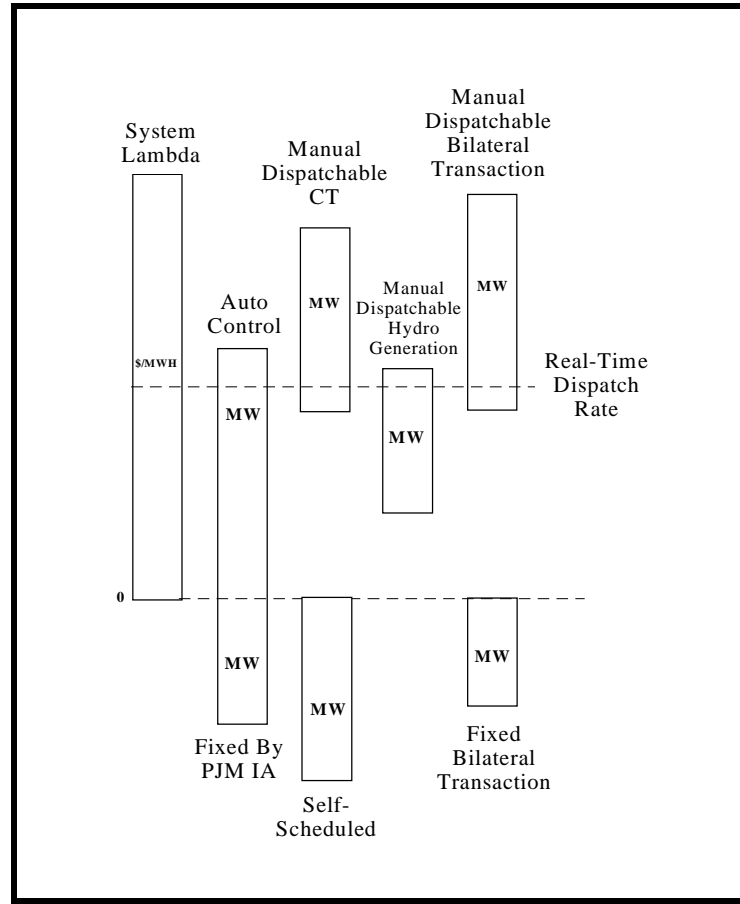 System
Lambda
Manual
Dispatchable
CT
Manual
Dispatchable
Bilateral
Transaction
Auto
Control
Manual
Dispatchable
Hydro
Generation
MW
MW
$/MWH
Real-Time
Dispatch
Rate
MW
MW
0
MW
MW
MW
Fixed By
PJM IA
Self-
Scheduled
Fixed
Bilateral
Transaction